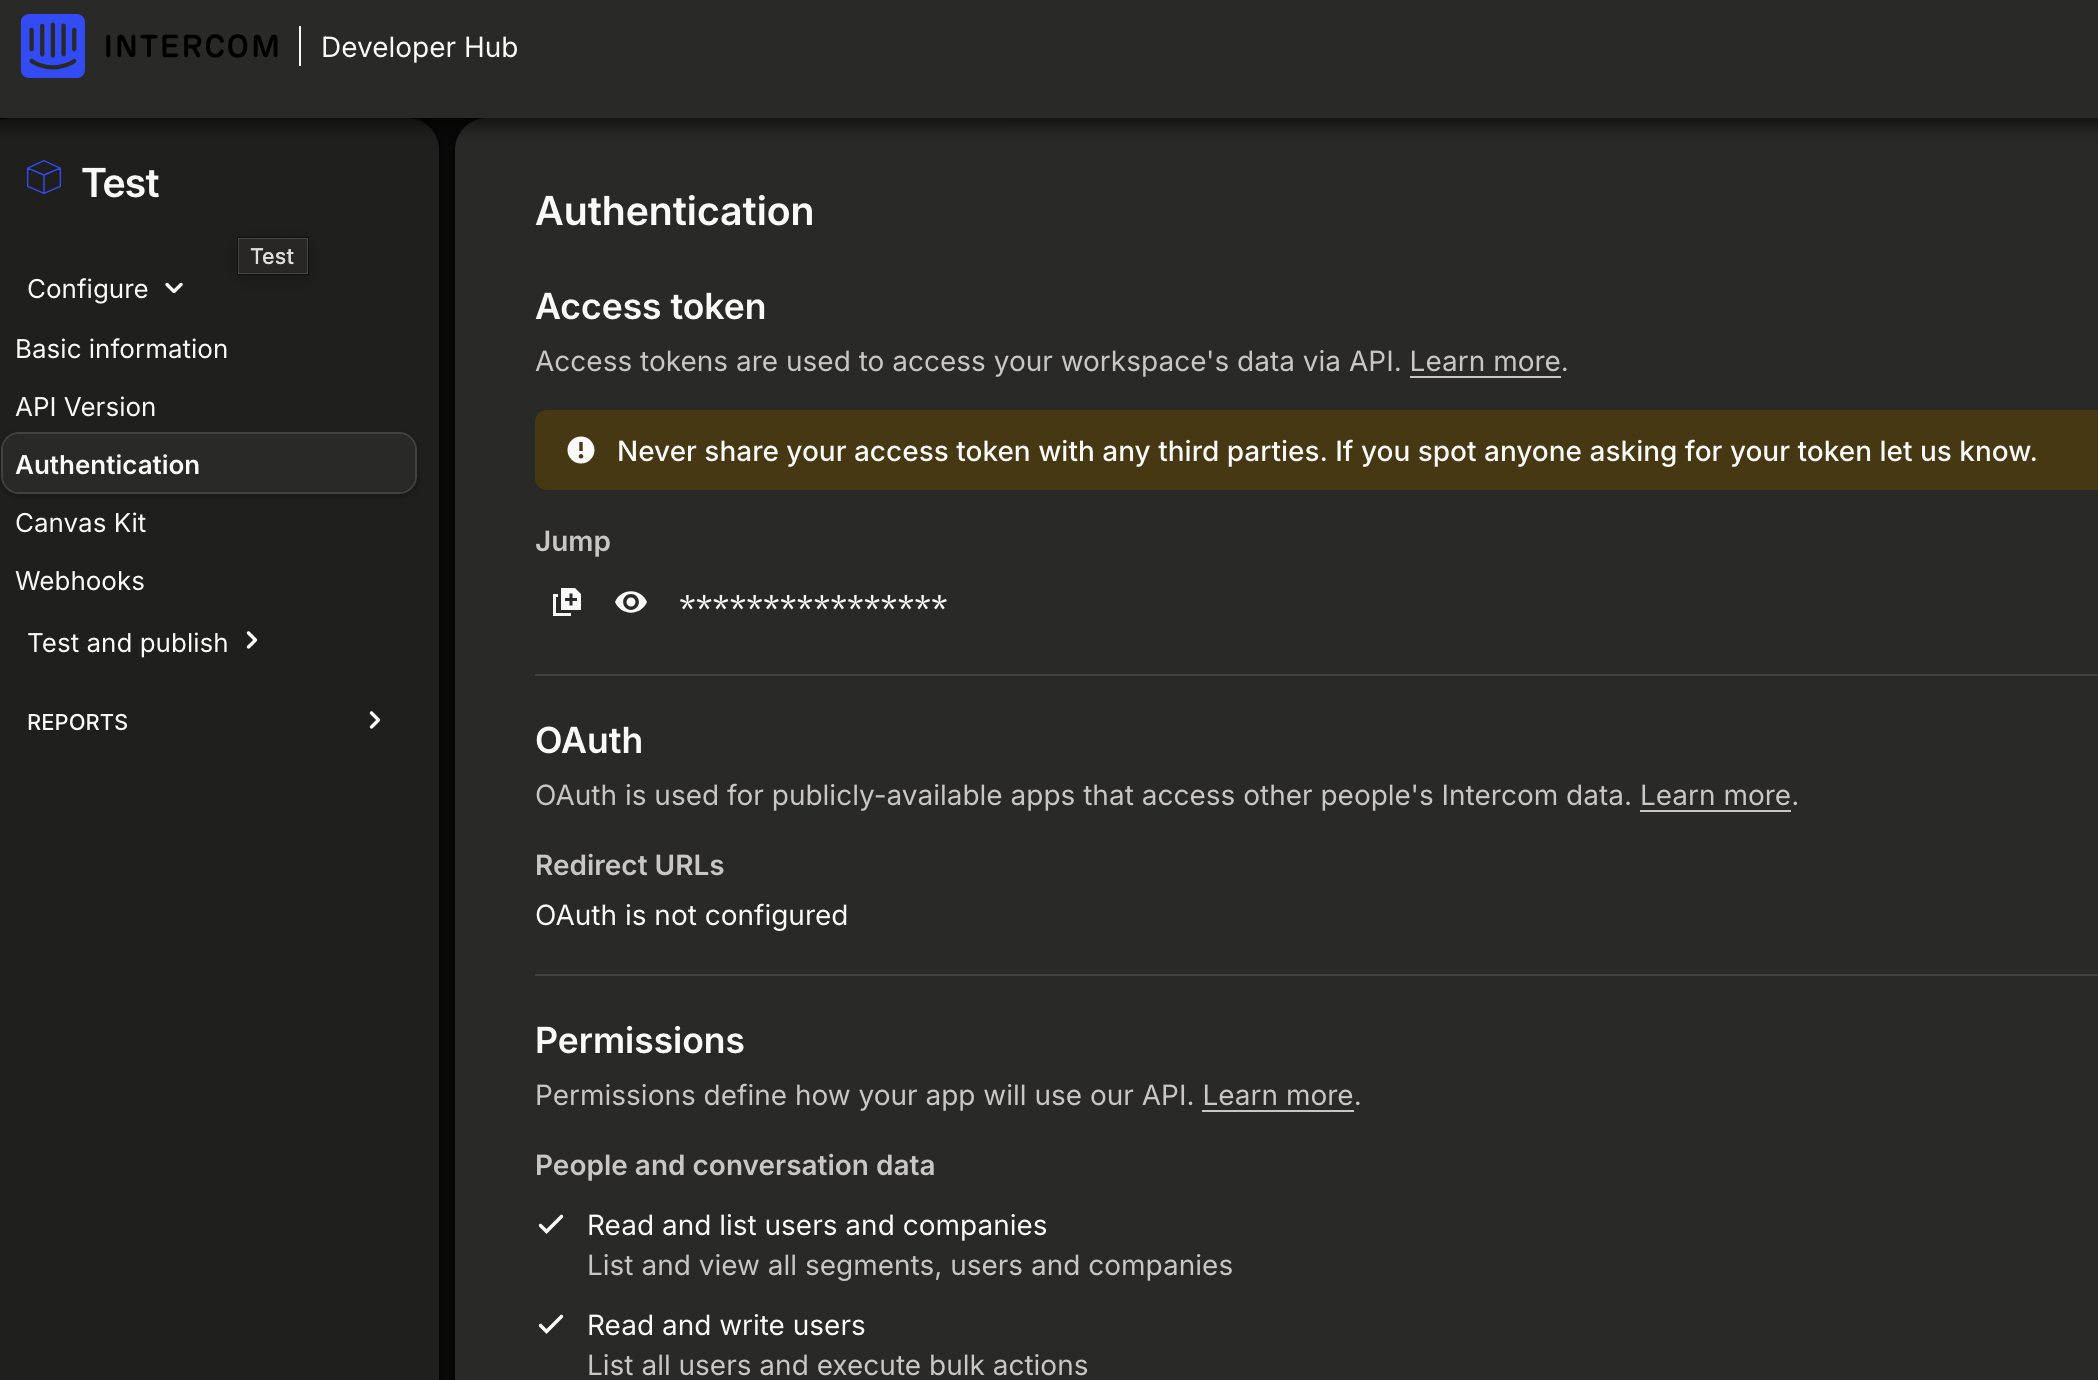 INTERCOM
Developer Hub
Test
Test
Configure
Basic information
API Version
Authentication
Canvas Kit
Webhooks
Test and publish
REPORTS
Authentication
Access token
Access tokens are used to access your workspace's data via API. Learn more.
Never share your access token with any third parties. If you spot anyone asking for your token let us know.
Jump
****************
OAuth
OAuth is used for publicly-available apps that access other people's Intercom data. Learn more.
Redirect URLs
OAuth is not configured
Permissions
Permissions define how your app will use our API. Learn more.
People and conversation data
Read and list users and companies
List and view all segments, users and companies
Read and write users
List all users and execute bulk actions